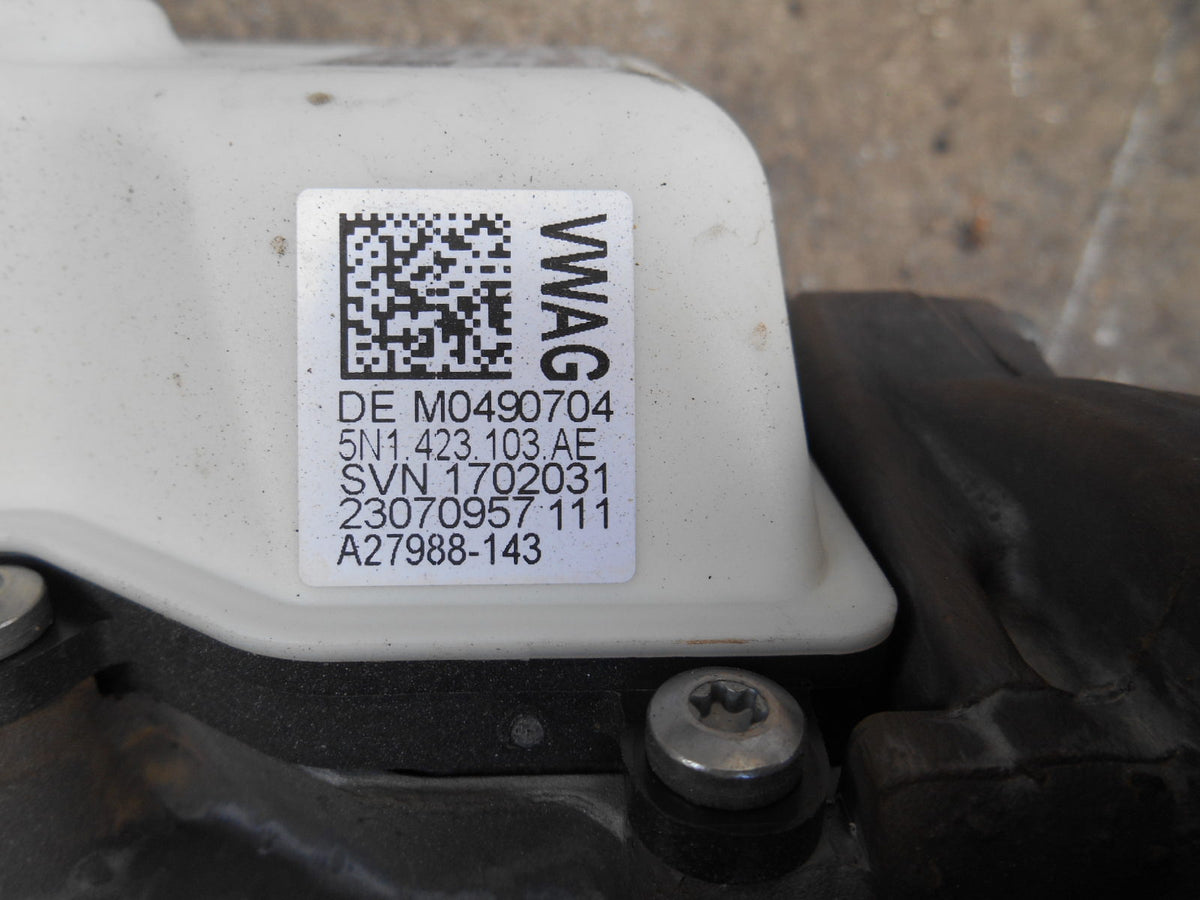 VWAG
DE M0490704
5N1.423.103.AE
SVN 1702031
23070957 111
A27988-143